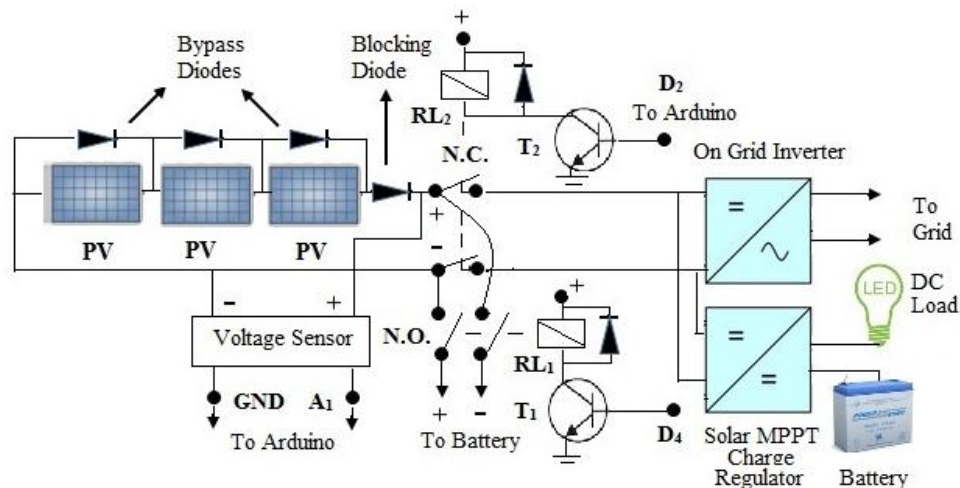 Bypass
Diodes
Blocking
Diode
+
RL₂
D₂
To Arduino
T₂
N.C.
On Grid Inverter
=
To
Grid
PV
PV
PV
+
-
-
+
Voltage Sensor
GND
A₁
To Arduino
N.O.
+
-
To Battery
+
RL₁
T₁
D₄
=
=
LED
DC
Load
Solar MPPT
Charge
Regulator
Battery